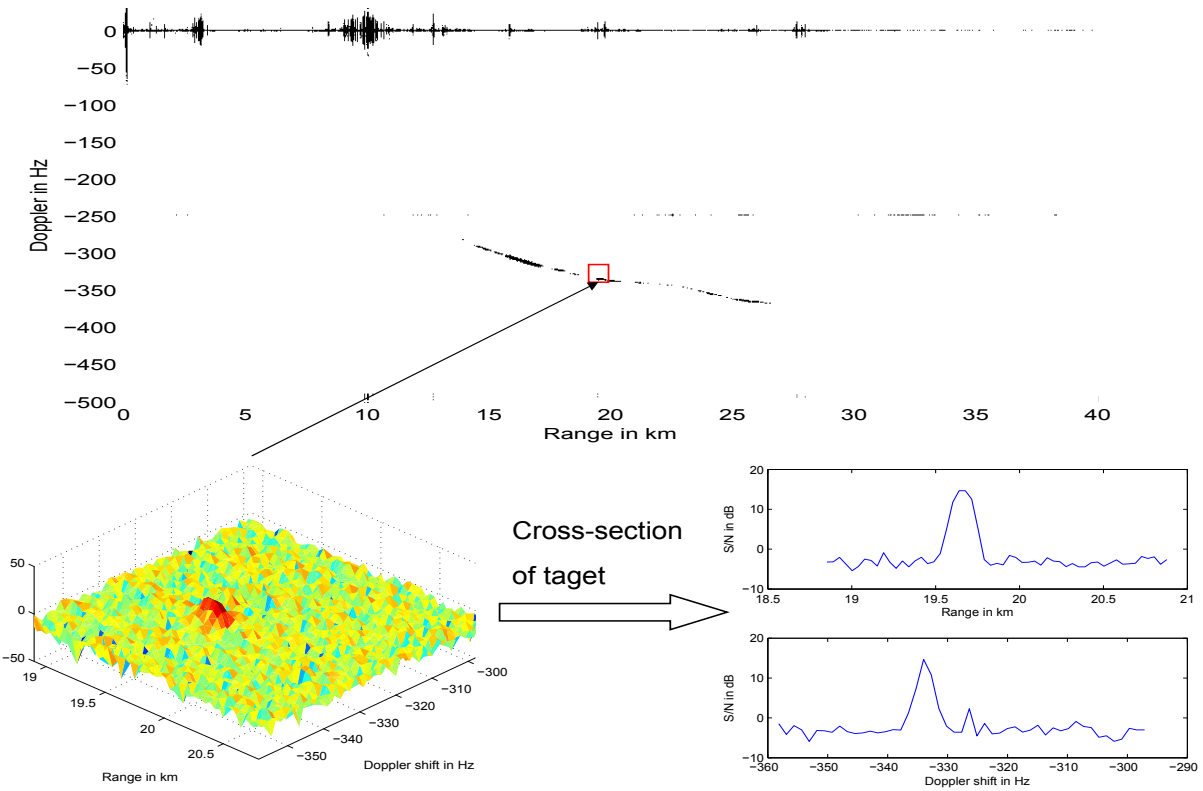 0
−50
−100
−150
−200
−250
−300
−350
−400
−450
−500
Doppler in Hz
0 5 10 15 20 25 30 35 40
Range in km
50
0
−50
19
19.5
20
20.5
Range in km
−350
−340
−330
−320
−310
−300
Doppler shift in Hz
Cross-section
of taget
20
10
0
−10
S/N in dB
18.5 19 19.5 20 20.5 21
Range in km
20
10
0
−10
S/N in dB
−360 −350 −340 −330 −320 −310 −300 −290
Doppler shift in Hz